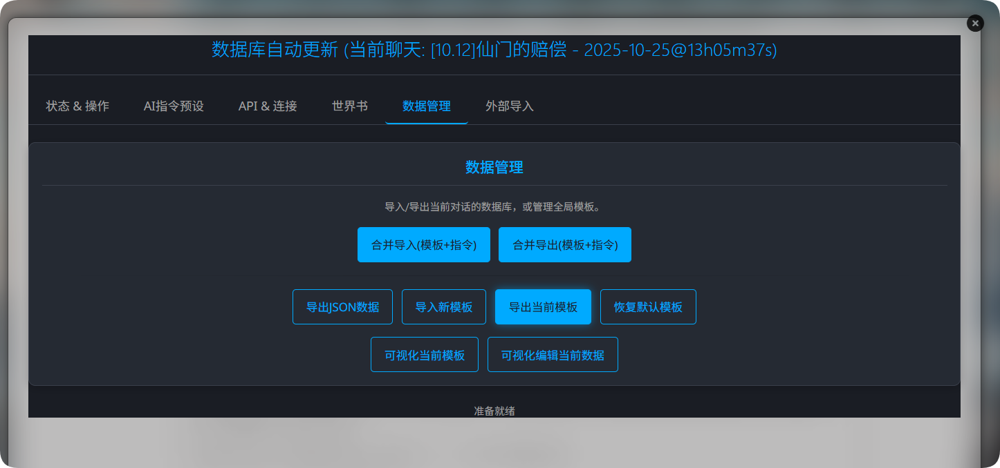 数据库自动更新 (当前聊天: [10.12]仙门的赔偿 - 2025-10-25@13h05m37s)
状态 & 操作 AI指令预设 API & 连接 世界书 数据管理 外部导入
数据管理
导入/导出当前对话的数据库，或管理全局模板。
合并导入(模板+指令) 合并导出(模板+指令)
导出JSON数据 导入新模板 导出当前模板 恢复默认模板
可视化当前模板 可视化编辑当前数据
准备就绪